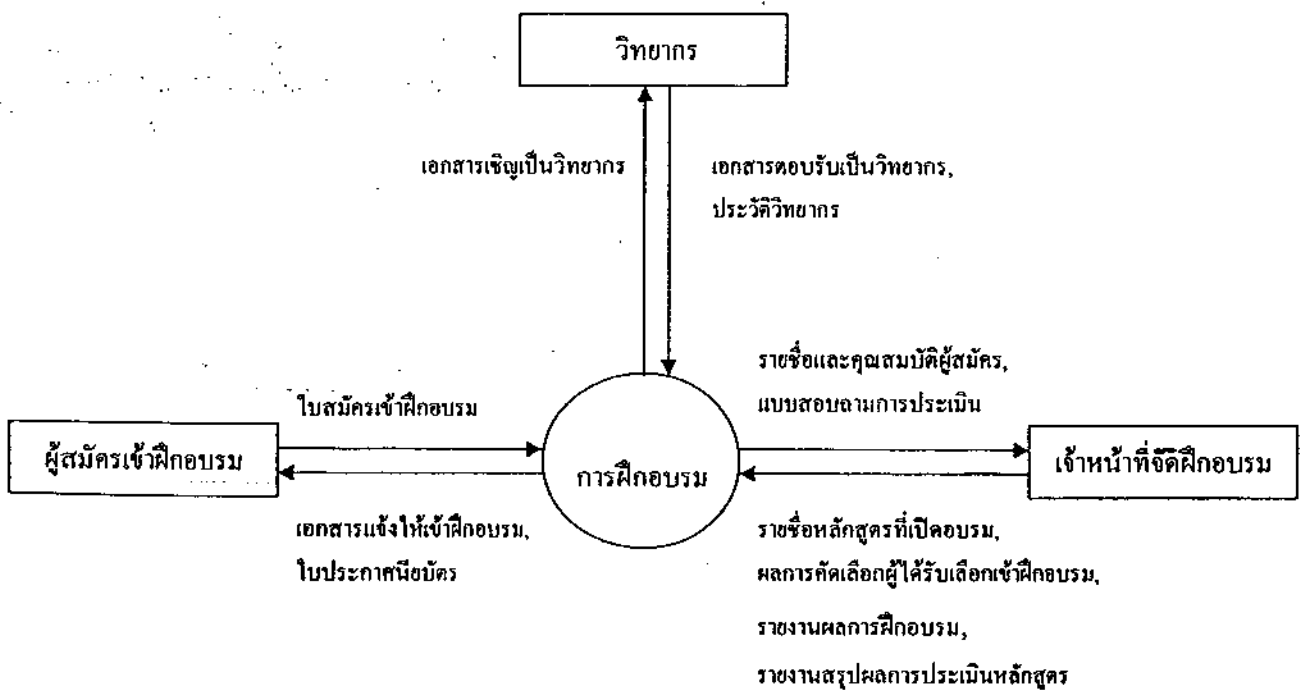 วิทยากร
เอกสารเชิญเป็นวิทยากร
เอกสารตอบรับเป็นวิทยากร,
ประวัติวิทยากร
รายชื่อและคุณสมบัติผู้สมัคร,
แบบสอบถามการประเมิน
ใบสมัครเข้าฝึกอบรม
ผู้สมัครเข้าฝึกอบรม
การฝึกอบรม
เจ้าหน้าที่จัดฝึกอบรม
เอกสารแจ้งให้เข้าฝึกอบรม,
ใบประกาศนียบัตร
รายชื่อหลักสูตรที่เปิดอบรม,
ผลการคัดเลือกผู้ได้รับเลือกเข้าฝึกอบรม,
รายงานผลการฝึกอบรม,
รายงานสรุปผลการประเมินหลักสูตร